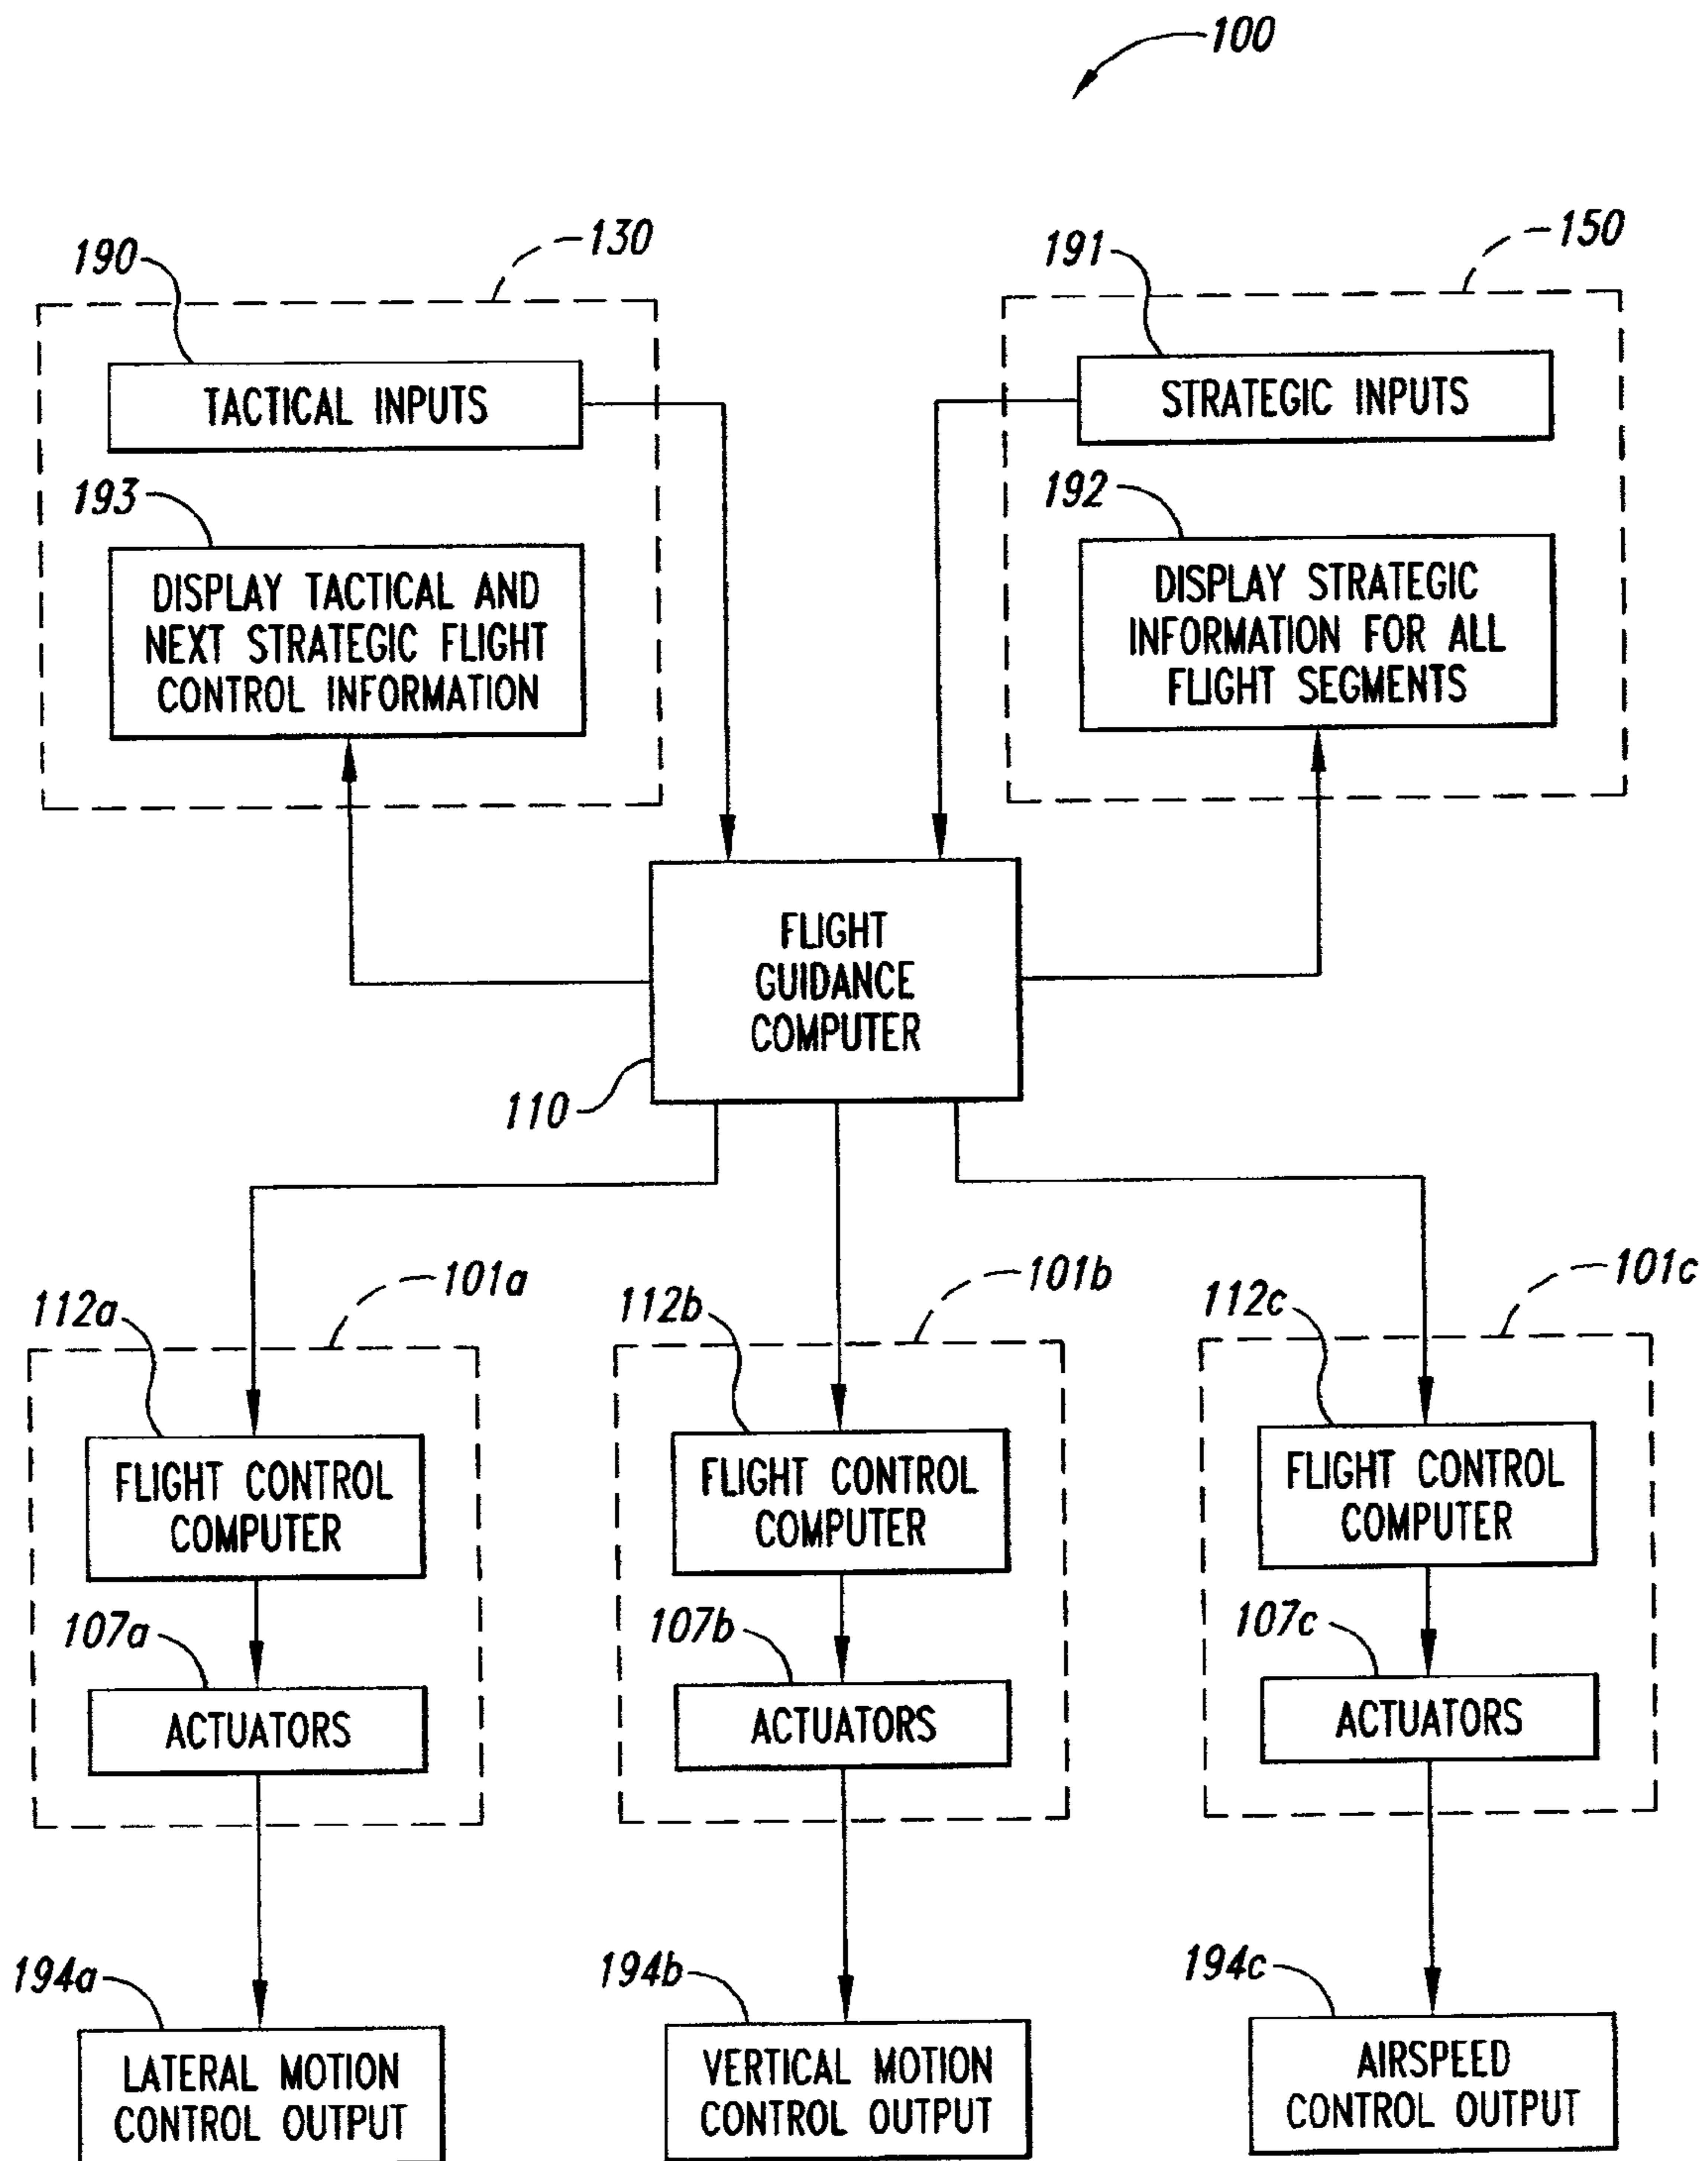 100
130
150
190
191
TACTICAL INPUTS
STRATEGIC INPUTS
193
192
DISPLAY TACTICAL AND
NEXT STRATEGIC FLIGHT
CONTROL INFORMATION
DISPLAY STRATEGIC
INFORMATION FOR ALL
FLIGHT SEGMENTS
FLIGHT
GUIDANCE
COMPUTER
110
101a
101b
101c
112a
112b
112c
FLIGHT CONTROL
COMPUTER
FLIGHT CONTROL
COMPUTER
FLIGHT CONTROL
COMPUTER
107a
107b
107c
ACTUATORS
ACTUATORS
ACTUATORS
194a
194b
194c
LATERAL MOTION
CONTROL OUTPUT
VERTICAL MOTION
CONTROL OUTPUT
AIRSPEED
CONTROL OUTPUT